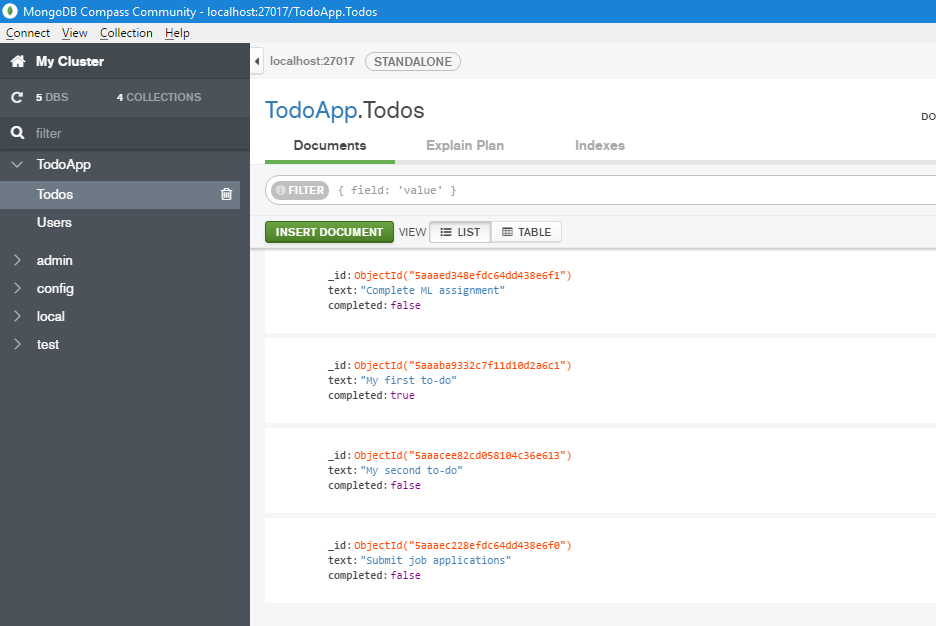 MongoDB Compass Community - localhost:27017/TodoApp.Todos
Connect View Collection Help
My Cluster
localhost:27017 STANDALONE
5 DBS 4 COLLECTIONS
filter
TodoApp
Todos
Users
admin
config
local
test
TodoApp.Todos
DO
Documents Explain Plan Indexes
FILTER { field: 'value' }
INSERT DOCUMENT VIEW LIST TABLE
_id: ObjectId("5aaaed348efdc64dd438e6f1")
text: "Complete ML assignment"
completed: false
_id: ObjectId("5aaaba9332c7f11d10d2a6c1")
text: "My first to-do"
completed: true
_id: ObjectId("5aaacee82cd058104c36e613")
text: "My second to-do"
completed: false
_id: ObjectId("5aaaec228efdc64dd438e6f0")
text: "Submit job applications"
completed: false